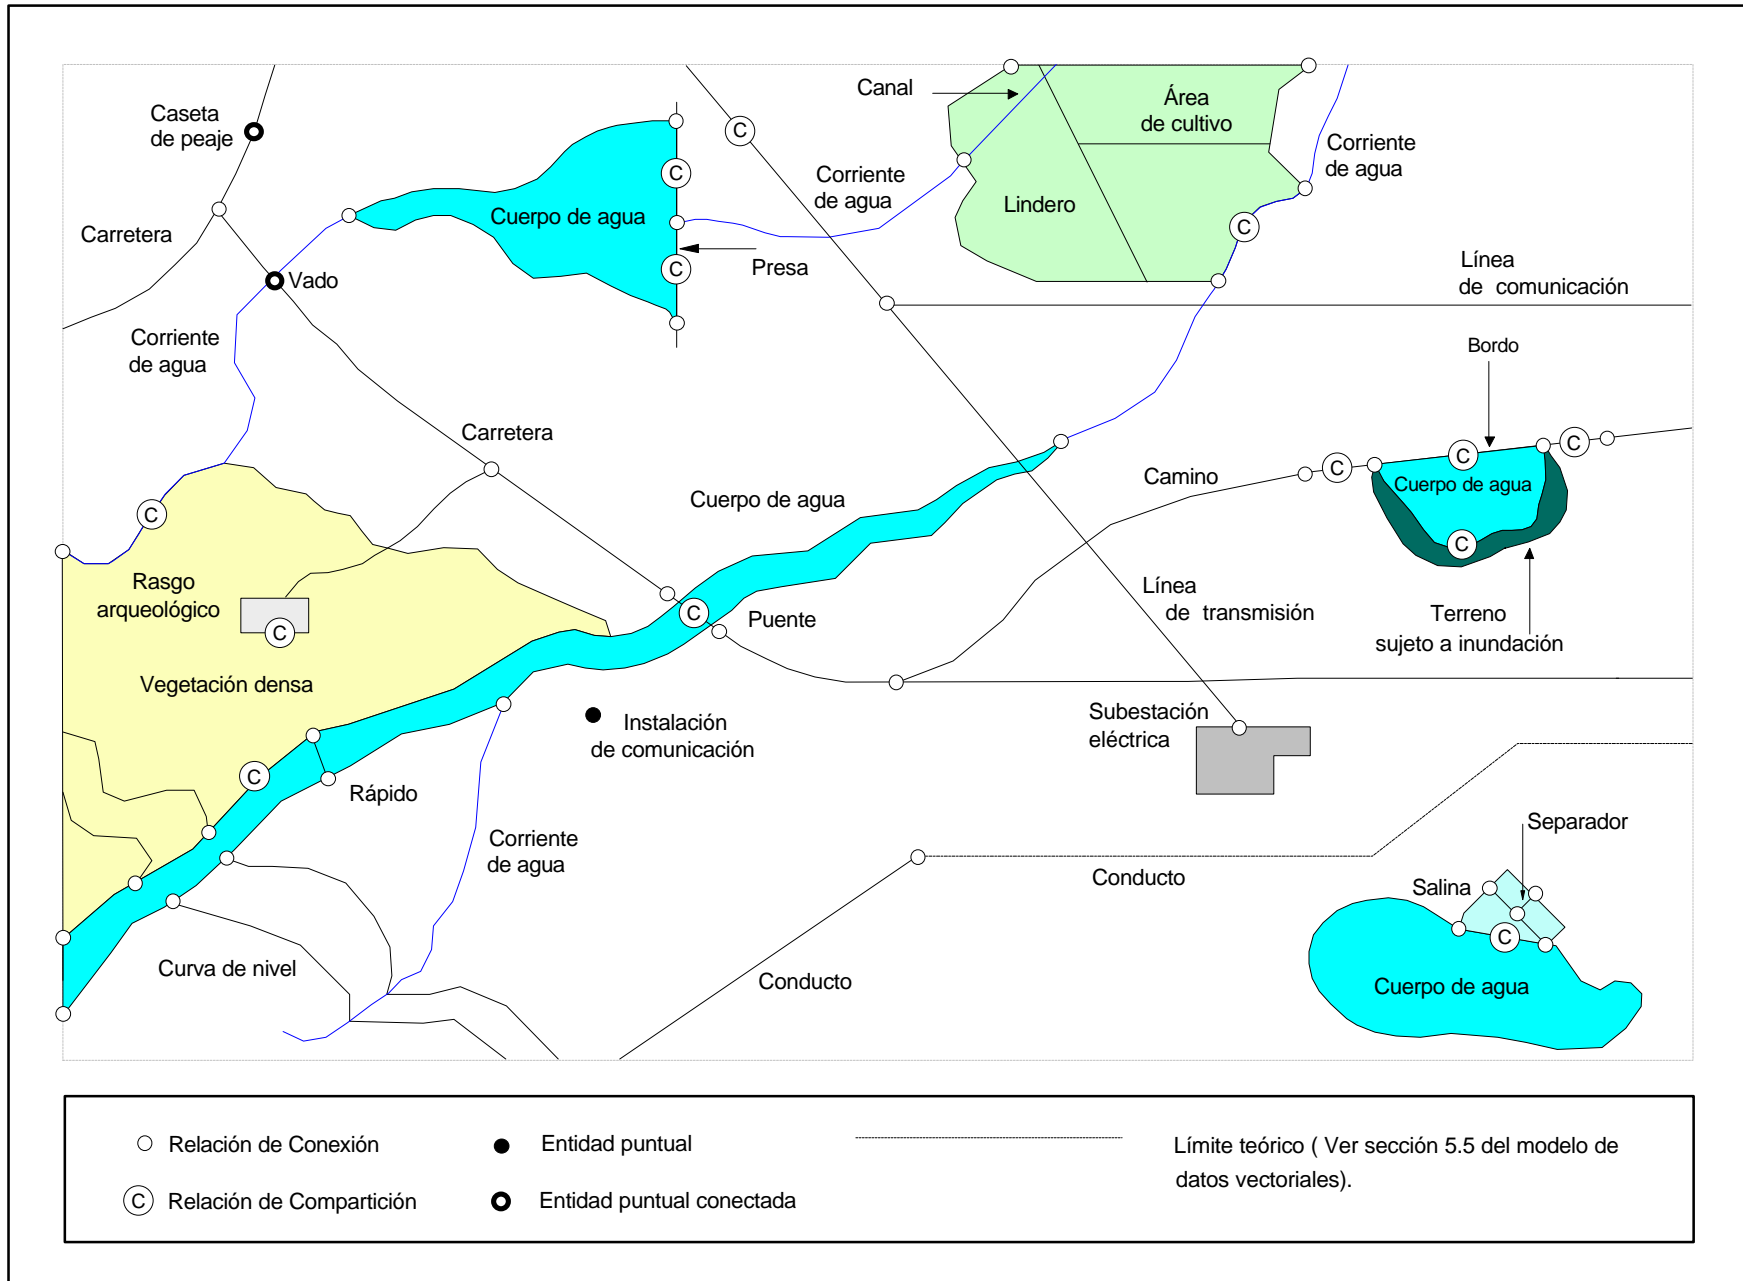 Canal
Área
de cultivo
Caseta
de peaje
C
Corriente
de agua
Corriente
de agua
C
Carretera
Cuerpo de agua
Lindero
C
C
Presa
Vado
Línea
de comunicación
Corriente
de agua
Bordo
Carretera
C
C
C
Camino
Cuerpo de agua
Cuerpo de agua
C
C
Rasgo
arqueológico
C
C
Puente
Línea
de transmisión
Terreno
sujeto a inundación
Vegetación densa
Instalación
de comunicación
Subestación
eléctrica
C
Rápido
Corriente
de agua
Separador
Conducto
Salina
C
Curva de nivel
Conducto
Cuerpo de agua
Relación de Conexión
Entidad puntual
Límite teórico ( Ver sección 5.5 del modelo de
datos vectoriales).
C Relación de Compartición
Entidad puntual conectada